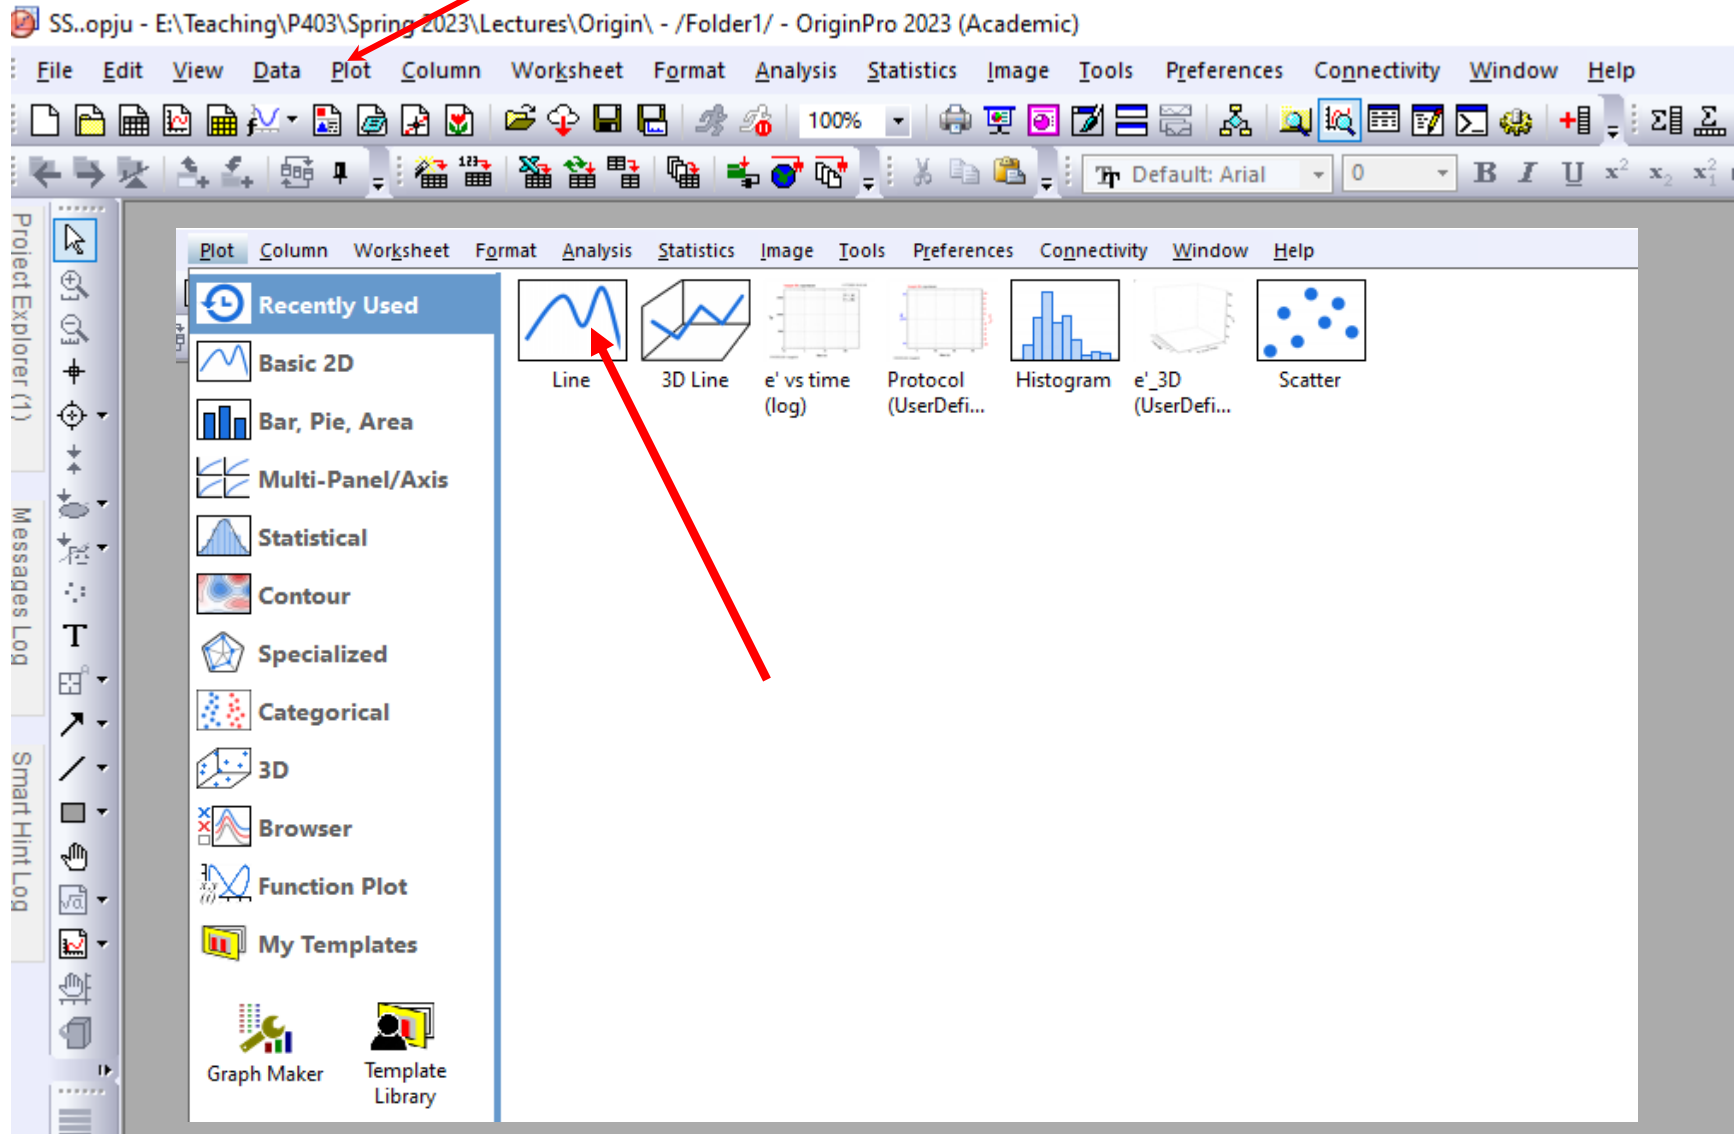 SS..opju - E:\Teaching\P403\Spring 2023\Lectures\Origin\ - /Folder1/ - OriginPro 2023 (Academic)
File Edit View Data Plot Column Worksheet Format Analysis Statistics Image Tools Preferences Connectivity Window Help
100%
Default: Arial 0 B I U x² x₂
Project Explorer (1)
Messages Log
Smart Hint Log
T
Plot Column Worksheet Format Analysis Statistics Image Tools Preferences Connectivity Window Help
Recently Used
Basic 2D
Bar, Pie, Area
Multi-Panel/Axis
Statistical
Contour
Specialized
Categorical
3D
Browser
Function Plot
My Templates
Graph Maker
Template
Library
Line
3D Line
e' vs time
(log)
Protocol
(UserDefi...
Histogram
e'_3D
(UserDefi...
Scatter